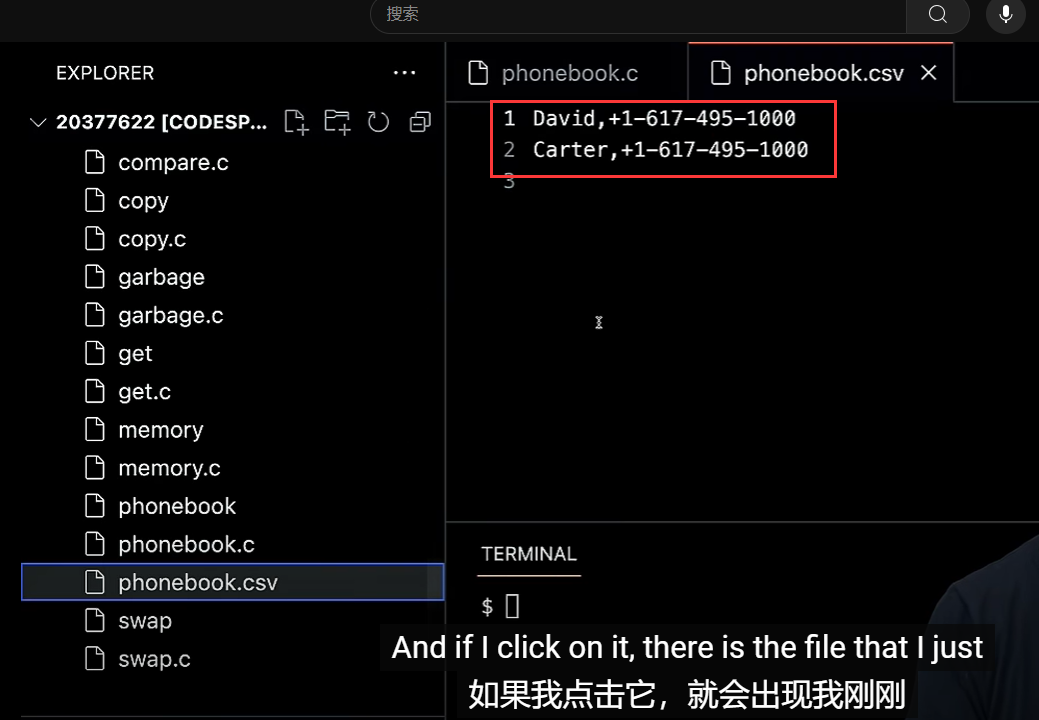 搜索
EXPLORER
phonebook.c
phonebook.csv
20377622 [CODESP...
1 David,+1-617-495-1000
2 Carter,+1-617-495-1000
3
compare.c
copy
copy.c
garbage
garbage.c
get
get.c
memory
memory.c
phonebook
phonebook.c
phonebook.csv
swap
swap.c
TERMINAL
$
And if I click on it, there is the file that I just
如果我点击它，就会出现我刚刚